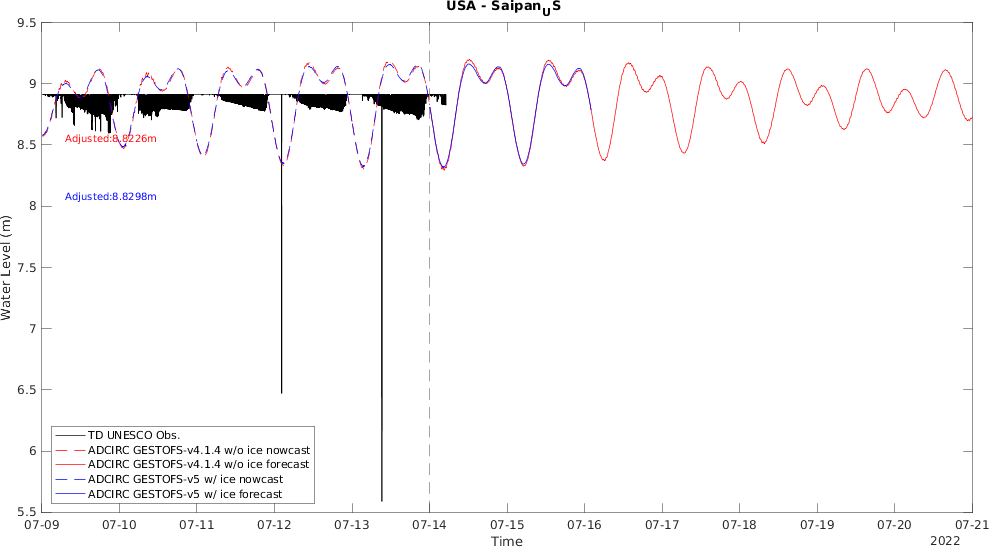 USA - Saipan_US
9.5
9
8.5
8
7.5
7
6.5
6
5.5
Water Level (m)
Adjusted:8.8226m
Adjusted:8.8298m
TD UNESCO Obs.
ADCIRC GESTOFS-v4.1.4 w/o ice nowcast
ADCIRC GESTOFS-v4.1.4 w/o ice forecast
ADCIRC GESTOFS-v5 w/ ice nowcast
ADCIRC GESTOFS-v5 w/ ice forecast
07-09 07-10 07-11 07-12 07-13 07-14 07-15 07-16 07-17 07-18 07-19 07-20 07-21
Time
2022